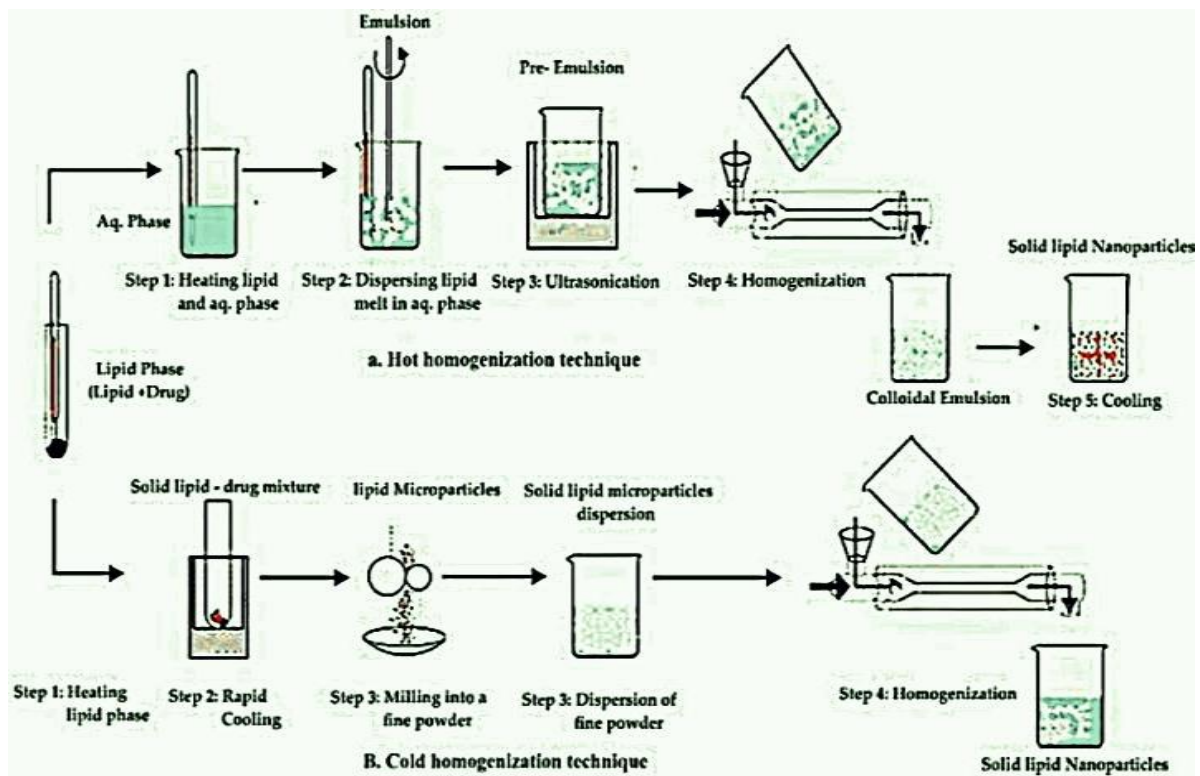 Emulsion
Pre- Emulsion
Aq. Phase
Step 1: Heating lipid
and aq. phase
Step 2: Dispersing lipid
melt in aq. phase
Step 3: Ultrasonication
Step 4: Homogenization
Solid lipid Nanoparticles
a. Hot homogenization technique
Lipid Phase
(Lipid +Drug)
Colloidal Emulsion
Step 5: Cooling
Solid lipid - drug mixture
lipid Microparticles
Solid lipid microparticles
dispersion
Step 1: Heating
lipid phase
Step 2: Rapid
Cooling
Step 3: Milling into a
fine powder
Step 3: Dispersion of
fine powder
Step 4: Homogenization
B. Cold homogenization technique
Solid lipid Nanoparticles